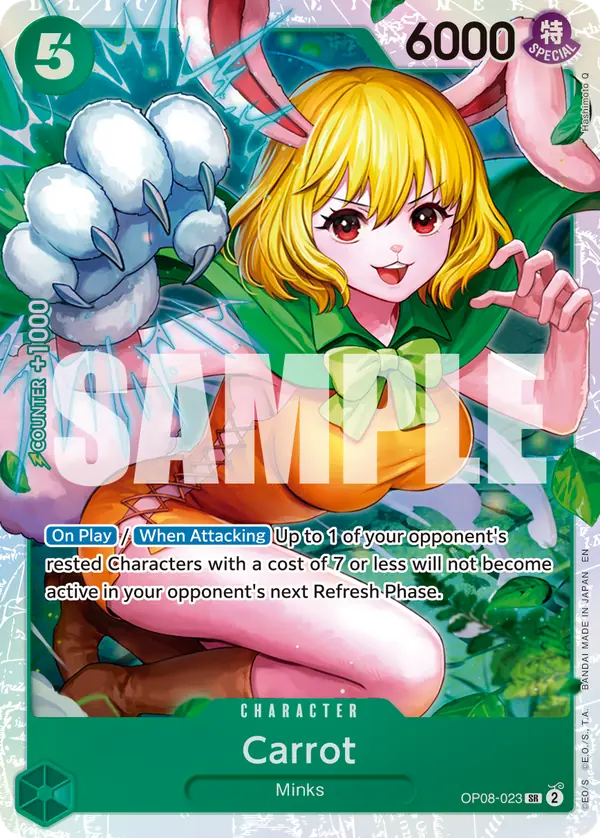 5
6000
特
SPECIAL
Hashimoto Q
COUNTER +1000
SAMPLE
On Play / When Attacking Up to 1 of your opponent's
rested Characters with a cost of 7 or less will not become
active in your opponent's next Refresh Phase.
©E.O./S ©E.O./S., T.A. BANDAI MADE IN JAPAN EN
CHARACTER
Carrot
Minks
OP08-023 SR 2